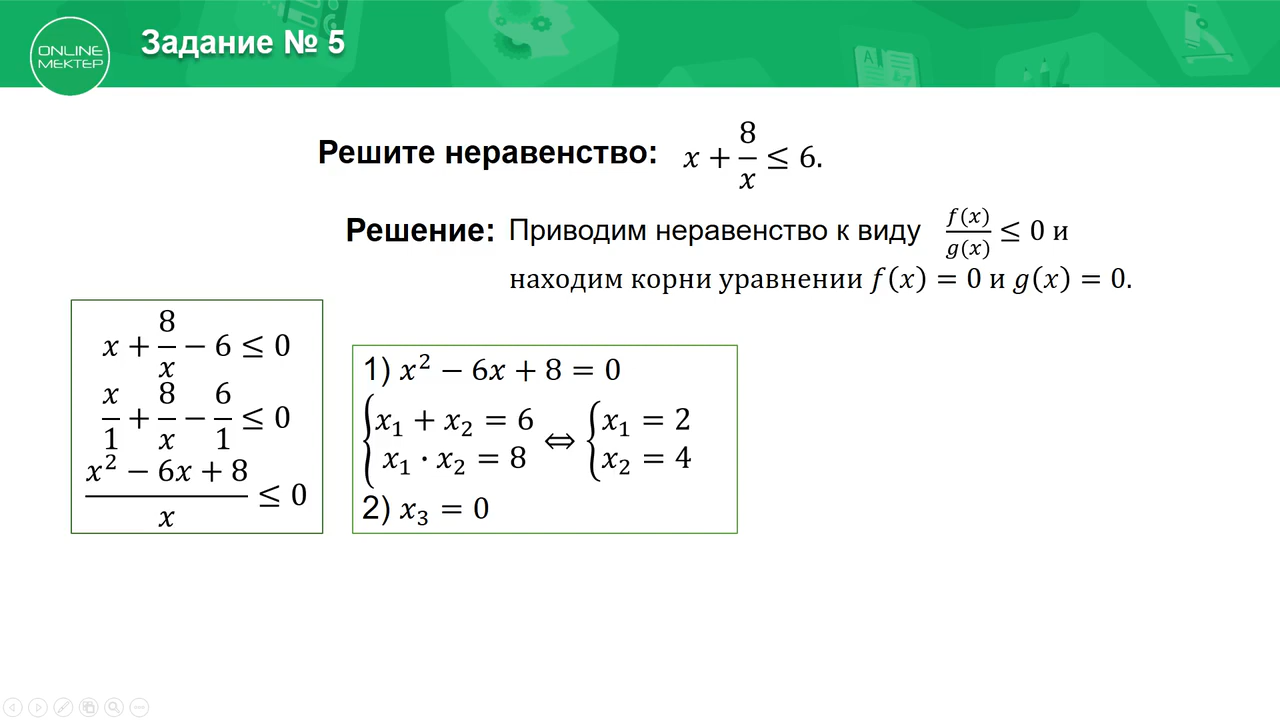 ONLINE
МЕКТЕР
Задание № 5
Решите неравенство: x + 8/x ≤ 6.
Решение: Приводим неравенство к виду f(x)/g(x) ≤ 0 и
находим корни уравнении f(x) = 0 и g(x) = 0.
x + 8/x − 6 ≤ 0
x/1 + 8/x − 6/1 ≤ 0
(x² − 6x + 8)/x ≤ 0
1) x² − 6x + 8 = 0
{x₁ + x₂ = 6 ⇔ {x₁ = 2
x₁ · x₂ = 8 x₂ = 4
2) x₃ = 0